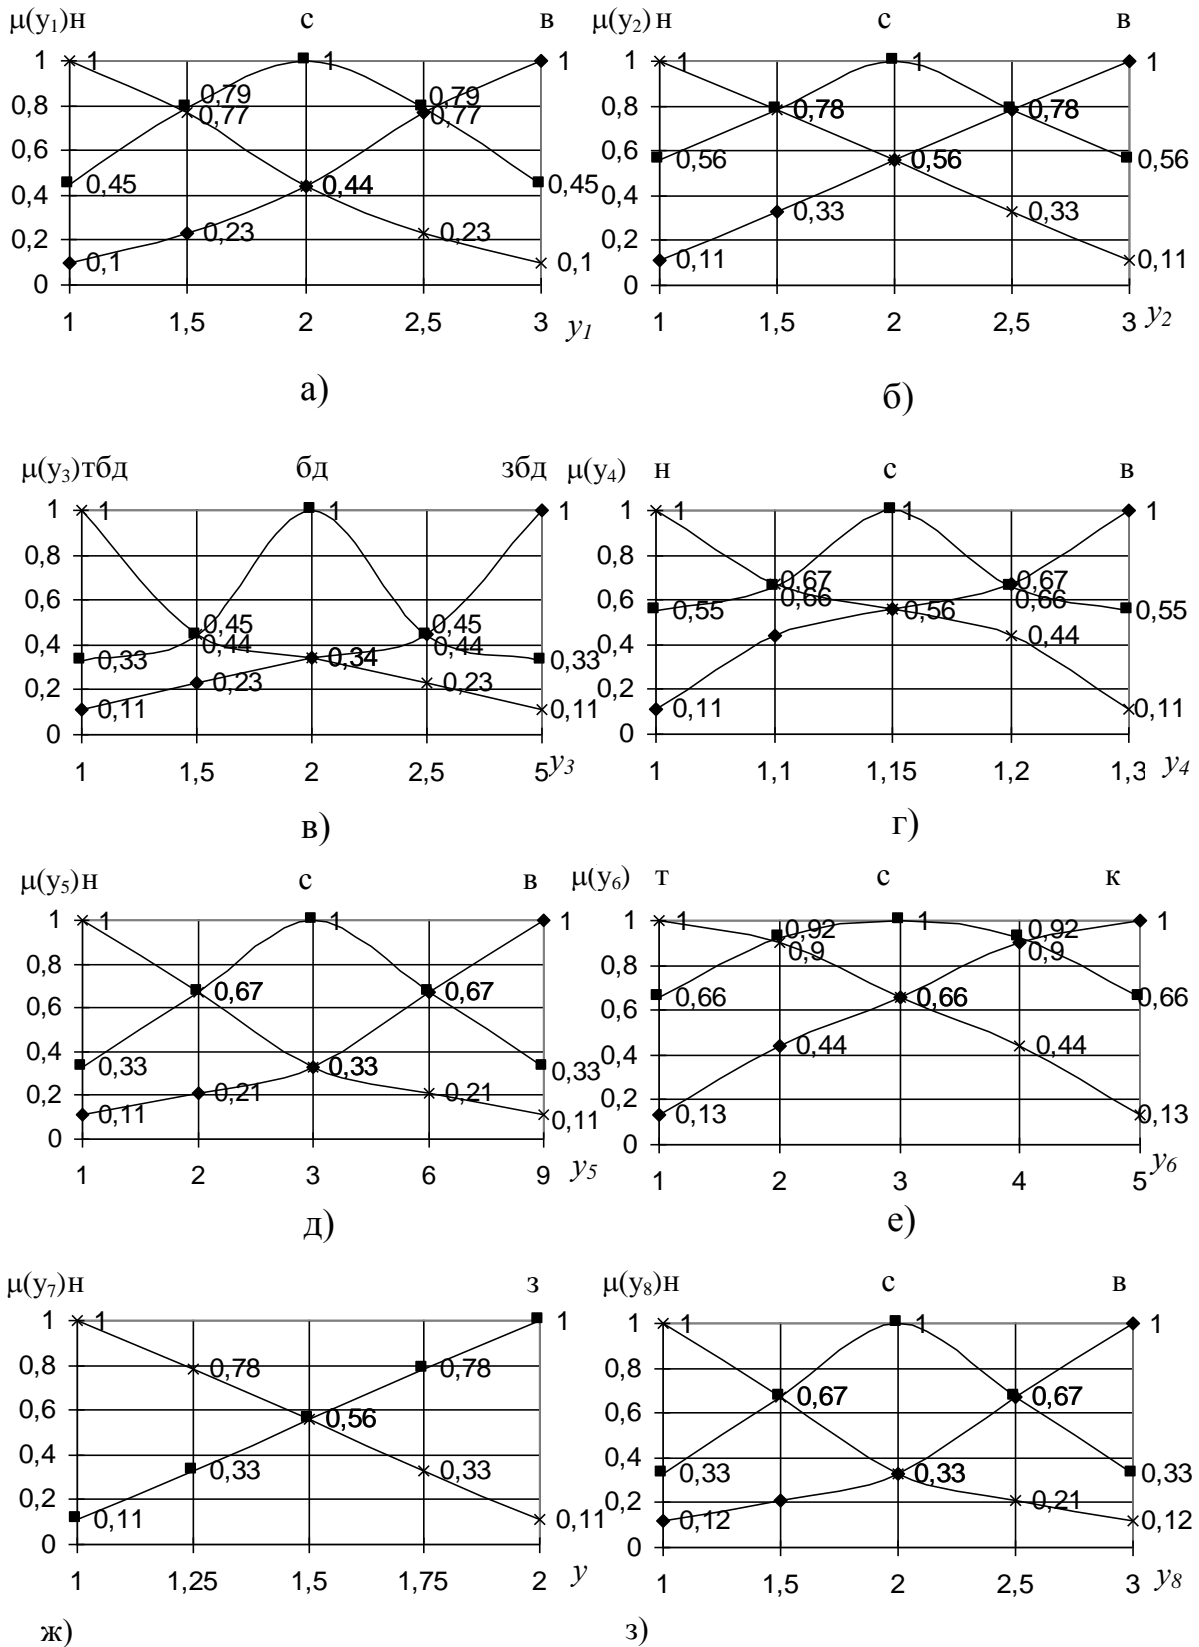 μ(y₁)н с в
1 1 1 1
0,8 0,79 0,77 0,79 0,77
0,6
0,4 0,45 0,44 0,45
0,2 0,23 0,23
0 0,1 0,1
1 1,5 2 2,5 3 y₁
а)
μ(y₂)н с в
1 1 1 1
0,8 0,78 0,78
0,6 0,56 0,56 0,56
0,4 0,33 0,33
0,2 0,11 0,11
0
1 1,5 2 2,5 3 y₂
б)
μ(y₃)тбд бд збд
1 1 1 1
0,8
0,6
0,4 0,45 0,44 0,45 0,44
0,33 0,34 0,33
0,2 0,23 0,23
0 0,11 0,11
1 1,5 2 2,5 5 y₃
в)
μ(y₄) н с в
1 1 1 1
0,8
0,6 0,67 0,66 0,67 0,66
0,55 0,56 0,55
0,4 0,44
0,2 0,11 0,11
0
1 1,1 1,15 1,2 1,3 y₄
г)
μ(y₅)н с в
1 1 1 1
0,8
0,6 0,67 0,67
0,4 0,33 0,33 0,33
0,2 0,21 0,21
0 0,11 0,11
1 2 3 6 9 y₅
д)
μ(y₆) т с к
1 1 1 1
0,8 0,92 0,9 0,92 0,9
0,6 0,66 0,66 0,66
0,4 0,44 0,44
0,2 0,13 0,13
0
1 2 3 4 5 y₆
е)
μ(y₇)н з
1 1 1
0,8 0,78 0,78
0,6 0,56
0,4 0,33 0,33
0,2 0,11 0,11
0
1 1,25 1,5 1,75 2 y
ж)
μ(y₈)н с в
1 1 1 1
0,8
0,6 0,67 0,67
0,4 0,33 0,33 0,33
0,2 0,21
0 0,12 0,12
1 1,5 2 2,5 3 y₈
з)